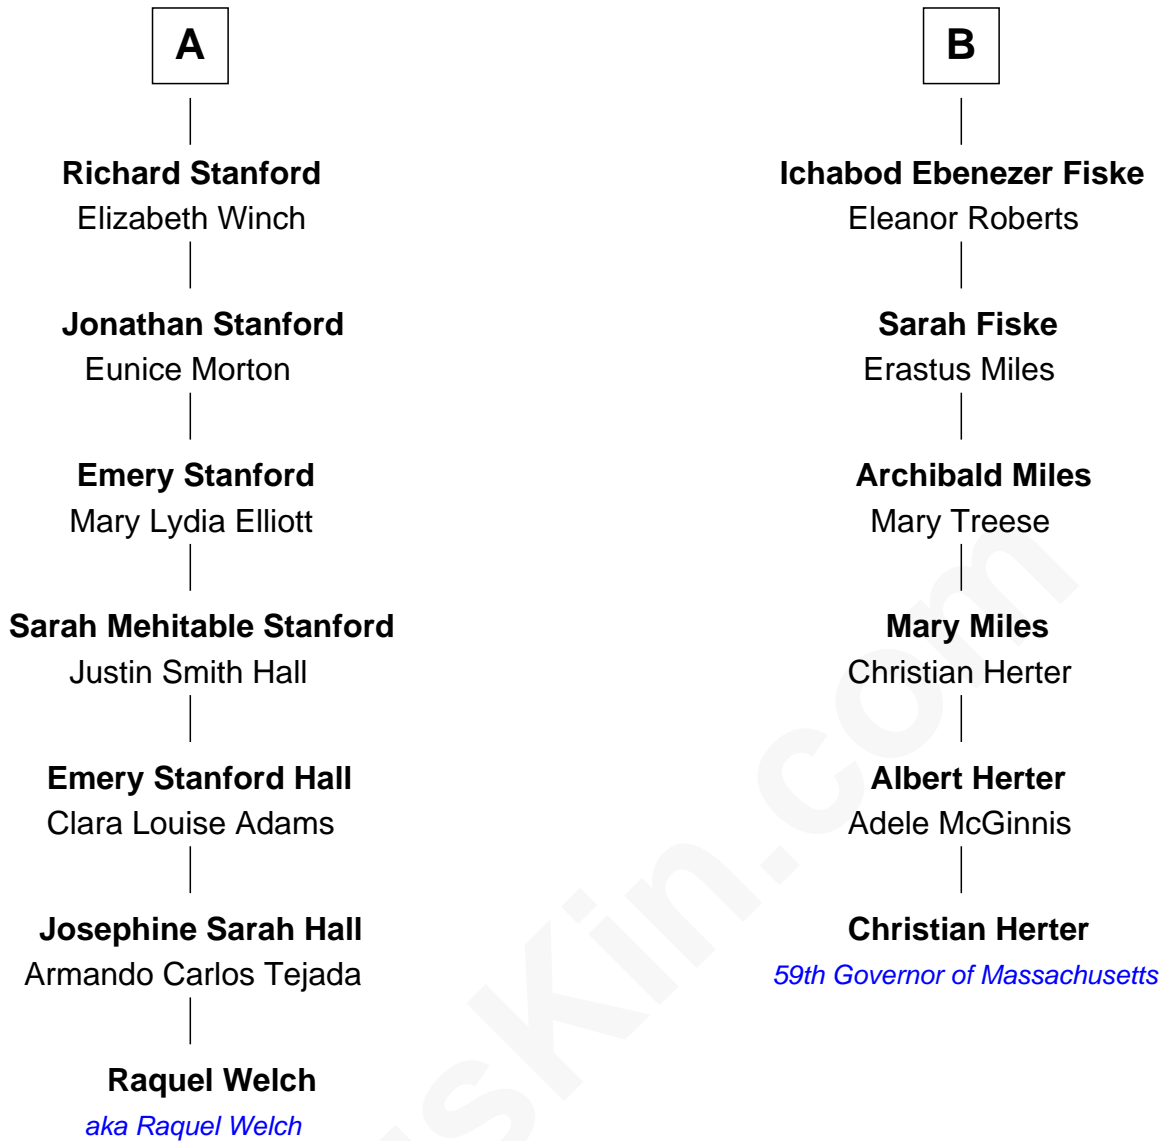 A
Richard Stanford
Elizabeth Winch
Jonathan Stanford
Eunice Morton
Emery Stanford
Mary Lydia Elliott
Sarah Mehitable Stanford
Justin Smith Hall
Emery Stanford Hall
Clara Louise Adams
Josephine Sarah Hall
Armando Carlos Tejada
Raquel Welch
aka Raquel Welch
B
Ichabod Ebenezer Fiske
Eleanor Roberts
Sarah Fiske
Erastus Miles
Archibald Miles
Mary Treese
Mary Miles
Christian Herter
Albert Herter
Adele McGinnis
Christian Herter
59th Governor of Massachusetts
usKin.com